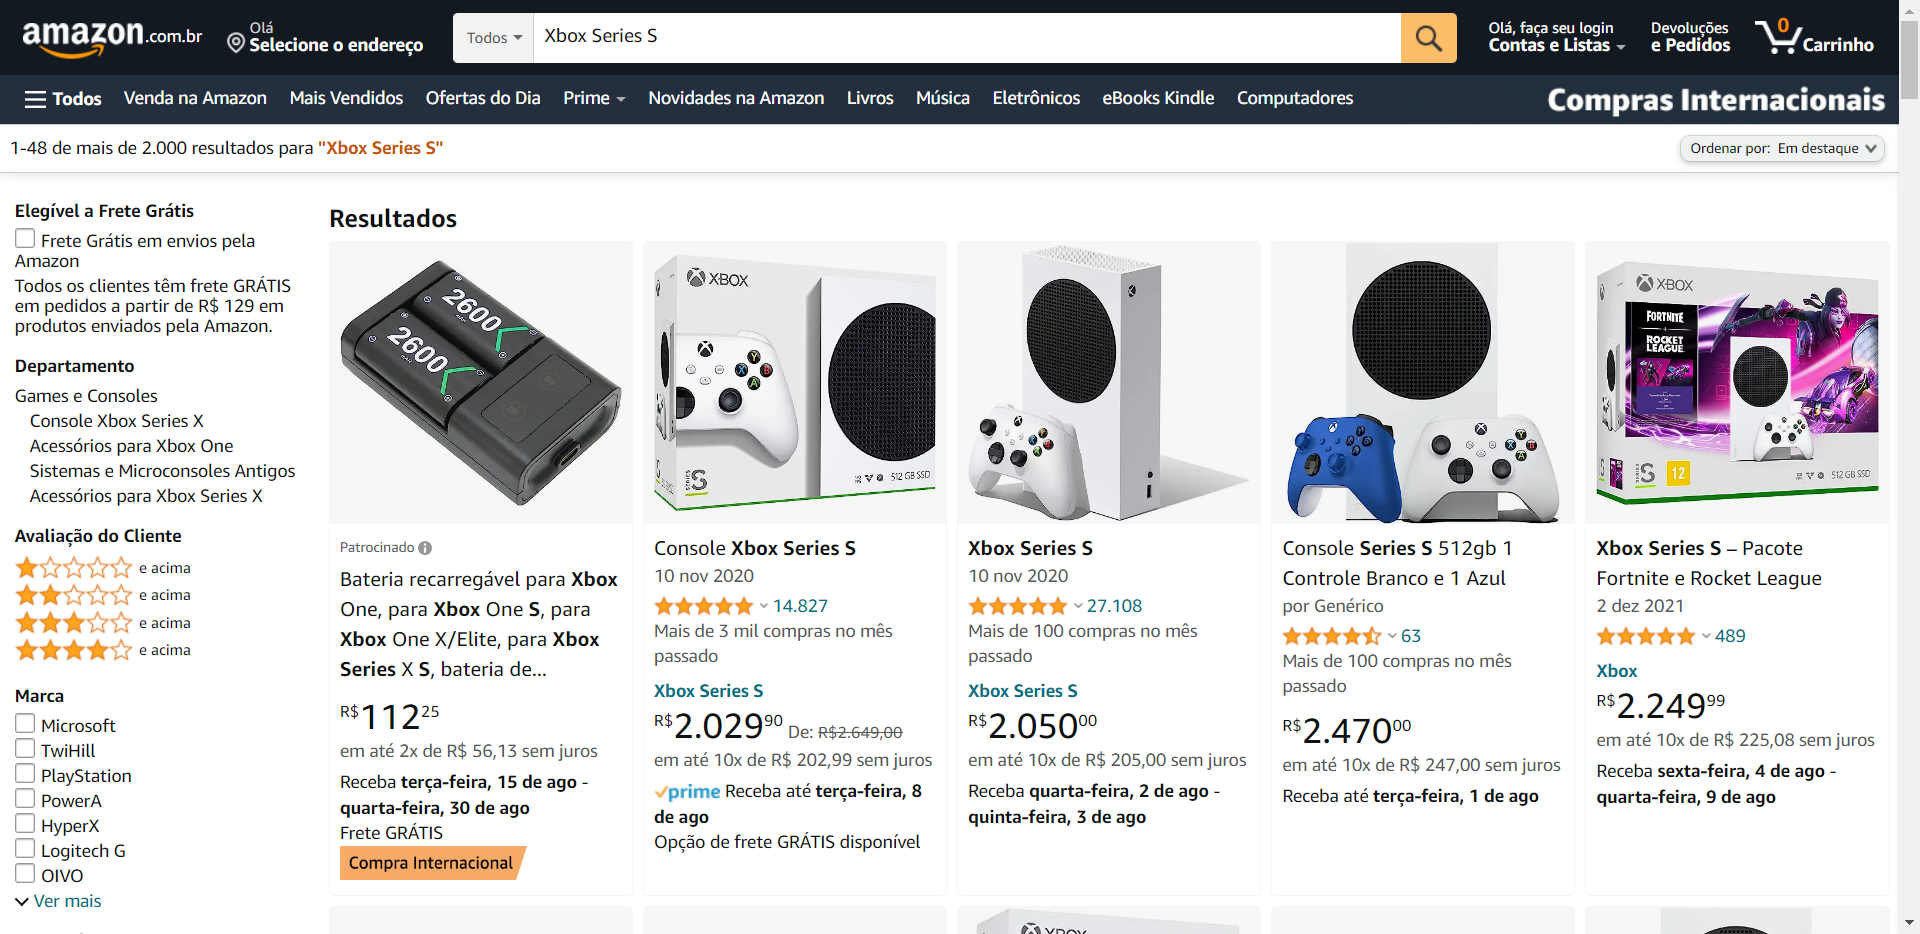 amazon.com.br
Olá
Selecione o endereço
Todos
Xbox Series S
Olá, faça seu login
Contas e Listas
Devoluções
e Pedidos
0
Carrinho
Todos
Venda na Amazon
Mais Vendidos
Ofertas do Dia
Prime
Novidades na Amazon
Livros
Música
Eletrônicos
eBooks Kindle
Computadores
Compras Internacionais
1-48 de mais de 2.000 resultados para "Xbox Series S"
Ordenar por: Em destaque
Elegível a Frete Grátis
Frete Grátis em envios pela
Amazon
Todos os clientes têm frete GRÁTIS
em pedidos a partir de R$ 129 em
produtos enviados pela Amazon.
Departamento
Games e Consoles
Console Xbox Series X
Acessórios para Xbox One
Sistemas e Microconsoles Antigos
Acessórios para Xbox Series X
Avaliação do Cliente
e acima
e acima
e acima
e acima
Marca
Microsoft
TwiHill
PlayStation
PowerA
HyperX
Logitech G
OIVO
Ver mais
Resultados
2600
2600
Patrocinado
Bateria recarregável para Xbox
One, para Xbox One S, para
Xbox One X/Elite, para Xbox
Series X S, bateria de...
R$11225
em até 2x de R$ 56,13 sem juros
Receba terça-feira, 15 de ago -
quarta-feira, 30 de ago
Frete GRÁTIS
Compra Internacional
XBOX
Y
X
B
A
SERIES S
512 GB SSD
Console Xbox Series S
10 nov 2020
14.827
Mais de 3 mil compras no mês
passado
Xbox Series S
R$2.02990 De: R$2.649,00
em até 10x de R$ 202,99 sem juros
prime Receba até terça-feira, 8
de ago
Opção de frete GRÁTIS disponível
Xbox Series S
10 nov 2020
27.108
Mais de 100 compras no mês
passado
Xbox Series S
R$2.05000
em até 10x de R$ 205,00 sem juros
Receba quarta-feira, 2 de ago -
quinta-feira, 3 de ago
Console Series S 512gb 1
Controle Branco e 1 Azul
por Genérico
63
Mais de 100 compras no mês
passado
R$2.47000
em até 10x de R$ 247,00 sem juros
Receba até terça-feira, 1 de ago
XBOX
FORTNITE
ROCKET
LEAGUE
SERIES S
12
512 GB SSD
Xbox Series S – Pacote
Fortnite e Rocket League
2 dez 2021
489
Xbox
R$2.24999
em até 10x de R$ 225,08 sem juros
Receba sexta-feira, 4 de ago -
quarta-feira, 9 de ago
XBOX